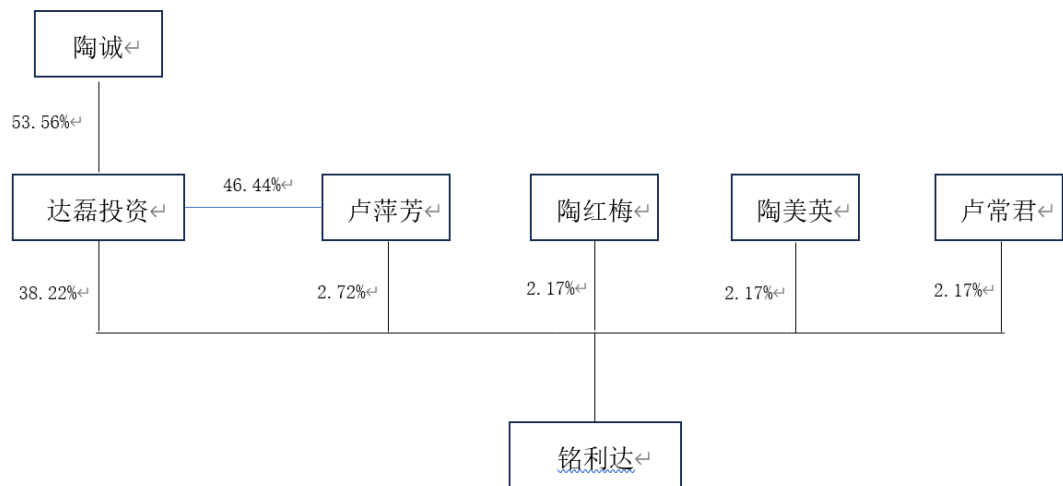 陶诚
53.56%
达磊投资
46.44%
卢萍芳
陶红梅
陶美英
卢常君
38.22%
2.72%
2.17%
2.17%
2.17%
铭利达